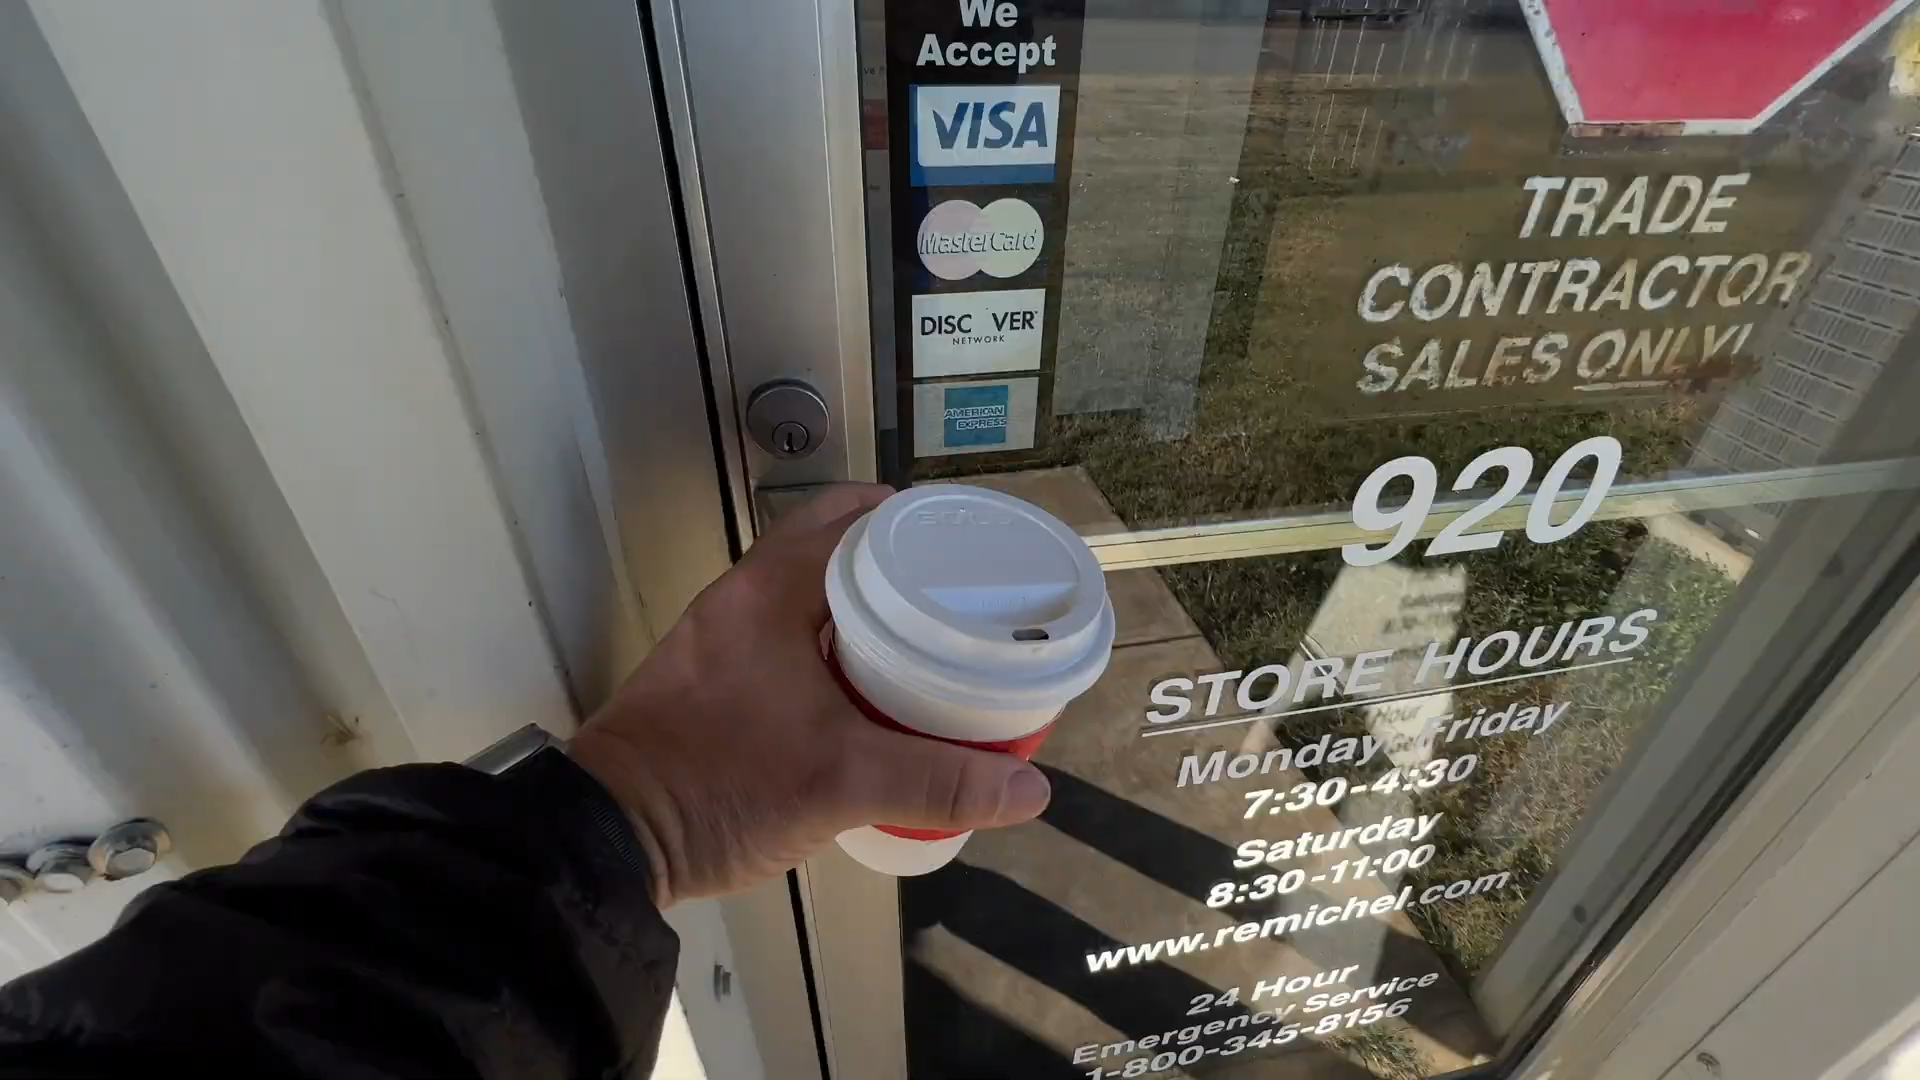 We
Accept
VISA
MasterCard
DISC VER
NETWORK
AMERICAN
EXPRESS
TRADE
CONTRACTOR
SALES ONLY!
920
STORE HOURS
Monday-Friday
7:30-4:30
Saturday
8:30-11:00
www.remichel.com
24 Hour
Emergency Service
1-800-345-8156